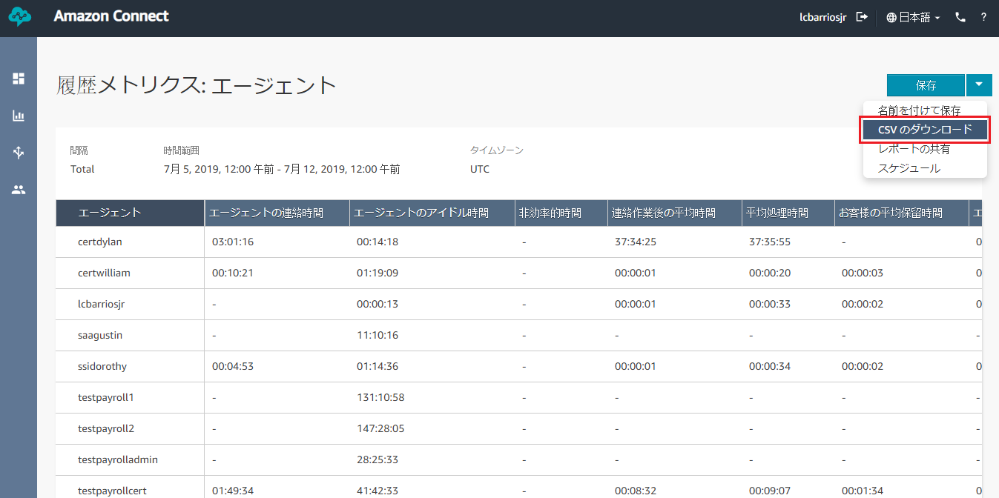 Amazon Connect
lcbarriosjr 日本語 ?
履歴メトリクス: エージェント
保存
名前を付けて保存
CSV のダウンロード
レポートの共有
スケジュール
間隔 時間範囲 タイムゾーン
Total 7月 5, 2019, 12:00 午前 - 7月 12, 2019, 12:00 午前 UTC
エージェント エージェントの連絡時間 エージェントのアイドル時間 非効率的時間 連絡作業後の平均時間 平均処理時間 お客様の平均保留時間 エ
certdylan 03:01:16 00:14:18 - 37:34:25 37:35:55 - 0
certwilliam 00:10:21 01:19:09 - 00:00:01 00:00:20 00:00:03 0
lcbarriosjr - 00:00:13 - 00:00:01 00:00:33 00:00:02 0
saagustin - 11:10:16 - - - - -
ssidorothy 00:04:53 01:14:36 - 00:00:01 00:00:34 00:00:02 0
testpayroll1 - 131:10:58 - - - - -
testpayroll2 - 147:28:05 - - - - -
testpayrolladmin - 28:25:33 - - - - -
testpayrollcert 01:49:34 41:42:33 - 00:08:32 00:09:07 00:01:34 0